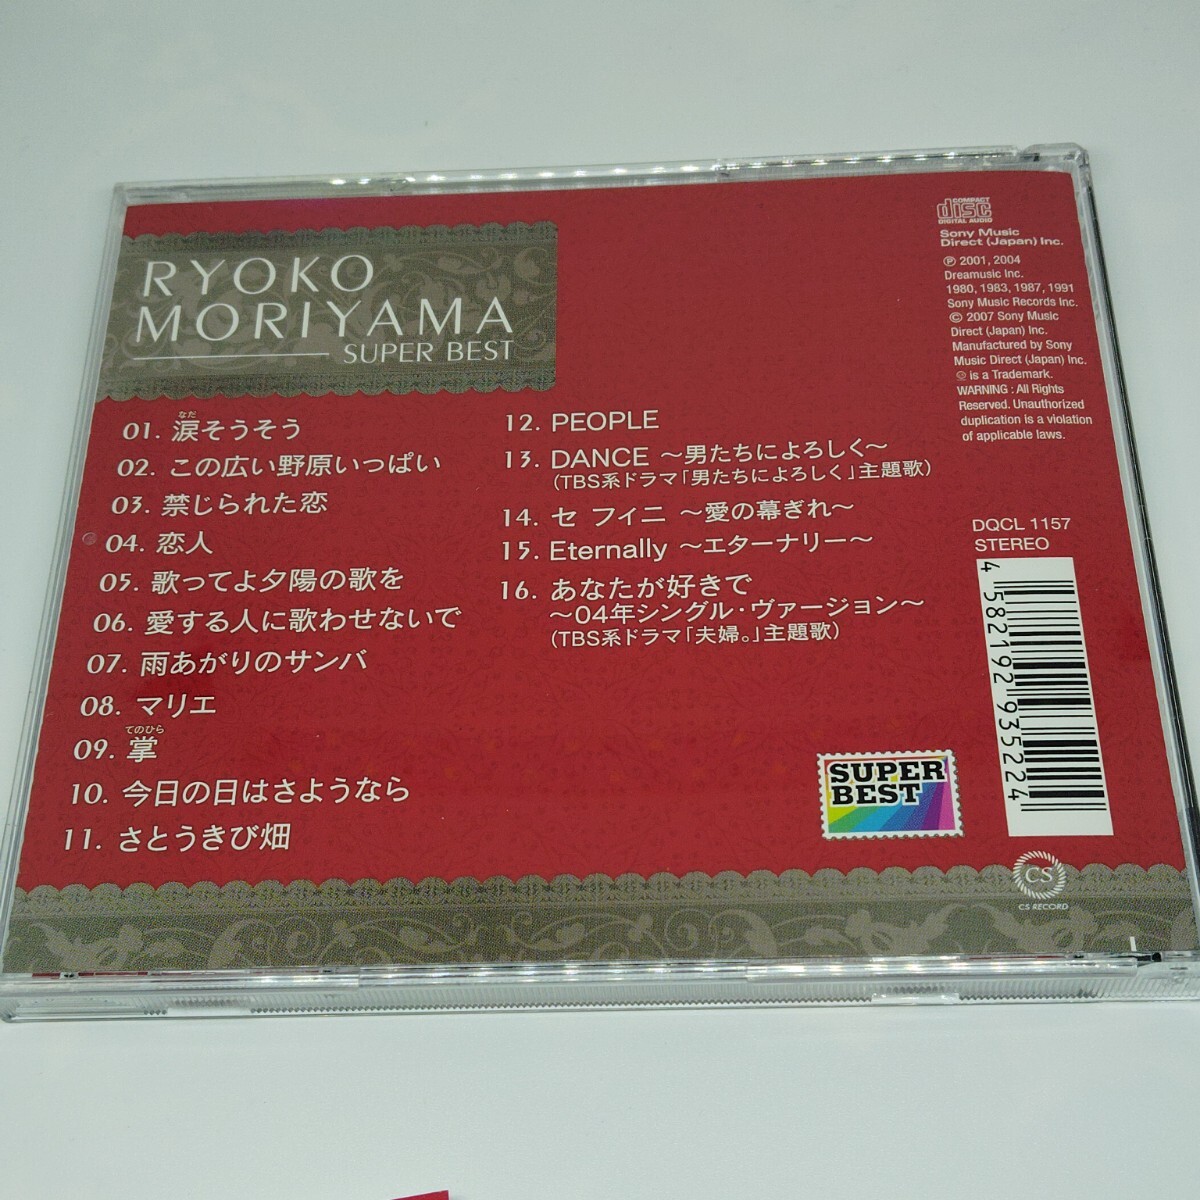 RYOKO
MORIYAMA
SUPER BEST
なだ
01. 涙そうそう
02. この広い野原いっぱい
03. 禁じられた恋
04. 恋人
05. 歌ってよ夕陽の歌を
06. 愛する人に歌わせないで
07. 雨あがりのサンバ
08. マリエ
てのひら
09. 掌
10. 今日の日はさようなら
11. さとうきび畑
12. PEOPLE
13. DANCE 〜男たちによろしく〜
(TBS系ドラマ「男たちによろしく」主題歌)
14. セ フィニ 〜愛の幕ぎれ〜
15. Eternally 〜エターナリー〜
16. あなたが好きで
〜04年シングル・ヴァージョン〜
(TBS系ドラマ「夫婦。」主題歌)
COMPACT
disc
DIGITAL AUDIO
Sony Music
Direct (Japan) Inc.
℗ 2001, 2004
Dreamusic Inc.
1980, 1983, 1987, 1991
Sony Music Records Inc.
© 2007 Sony Music
Direct (Japan) Inc.
Manufactured by Sony
Music Direct (Japan) Inc.
is a Trademark.
WARNING : All Rights
Reserved. Unauthorized
duplication is a violation
of applicable laws.
DQCL 1157
STEREO
4 582192 935224
SUPER
BEST
CS
CS RECORD